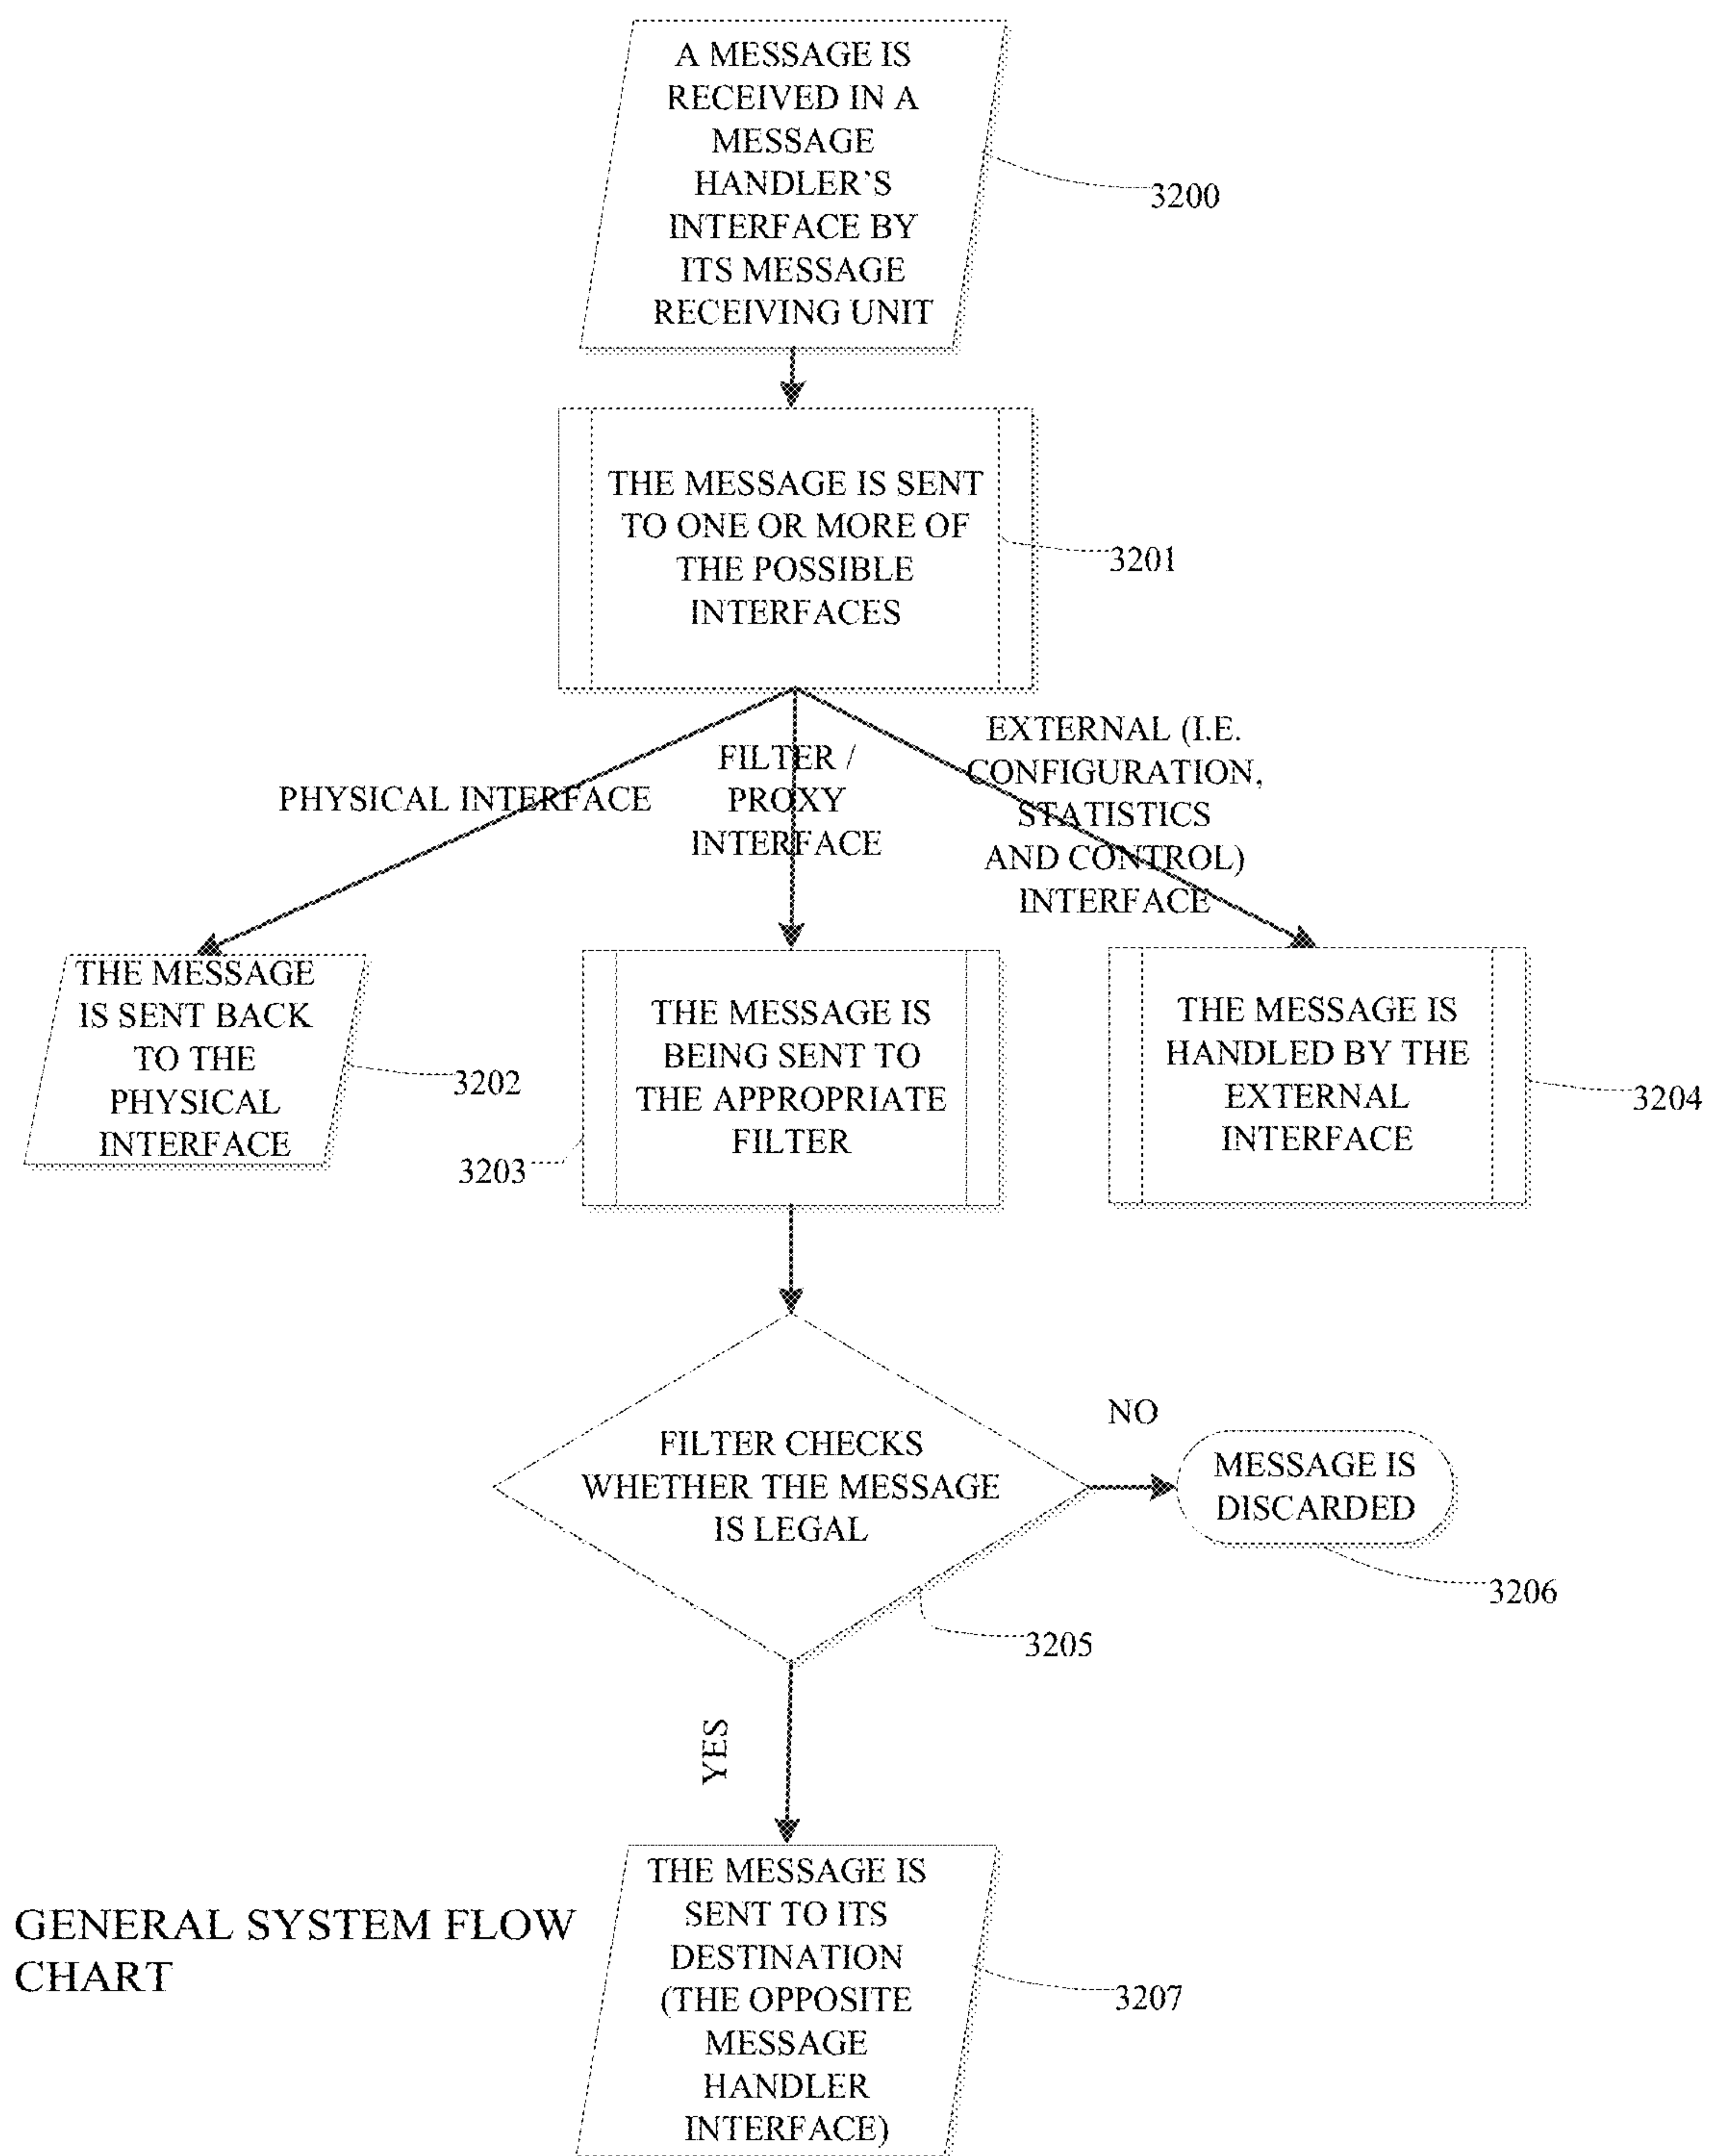 A MESSAGE IS
RECEIVED IN A
MESSAGE
HANDLER'S
INTERFACE BY
ITS MESSAGE
RECEIVING UNIT
3200
THE MESSAGE IS SENT
TO ONE OR MORE OF
THE POSSIBLE
INTERFACES
3201
PHYSICAL INTERFACE
FILTER /
PROXY
INTERFACE
EXTERNAL (I.E.
CONFIGURATION,
STATISTICS
AND CONTROL)
INTERFACE
THE MESSAGE
IS SENT BACK
TO THE
PHYSICAL
INTERFACE
3202
THE MESSAGE IS
BEING SENT TO
THE APPROPRIATE
FILTER
3203
THE MESSAGE IS
HANDLED BY THE
EXTERNAL
INTERFACE
3204
FILTER CHECKS
WHETHER THE MESSAGE
IS LEGAL
3205
NO
MESSAGE IS
DISCARDED
3206
YES
THE MESSAGE IS
SENT TO ITS
DESTINATION
(THE OPPOSITE
MESSAGE
HANDLER
INTERFACE)
3207
GENERAL SYSTEM FLOW
CHART